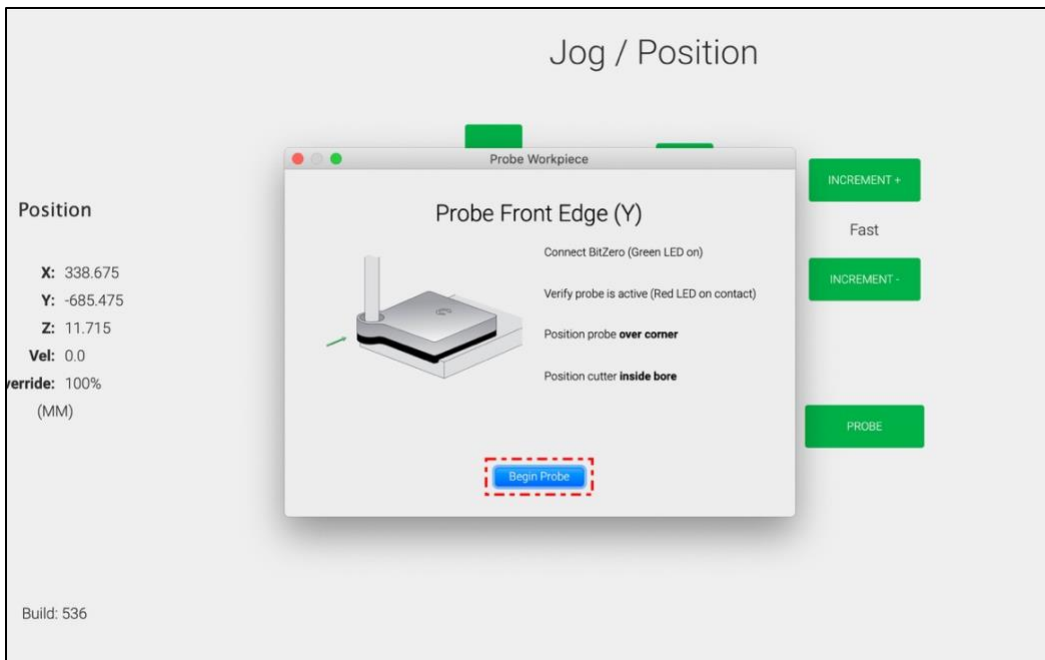 Jog / Position
Probe Workpiece
Probe Front Edge (Y)
Connect BitZero (Green LED on)
Verify probe is active (Red LED on contact)
Position probe over corner
Position cutter inside bore
Begin Probe
Position
X: 338.675
Y: -685.475
Z: 11.715
Vel: 0.0
verride: 100%
(MM)
INCREMENT +
Fast
INCREMENT -
PROBE
Build: 536